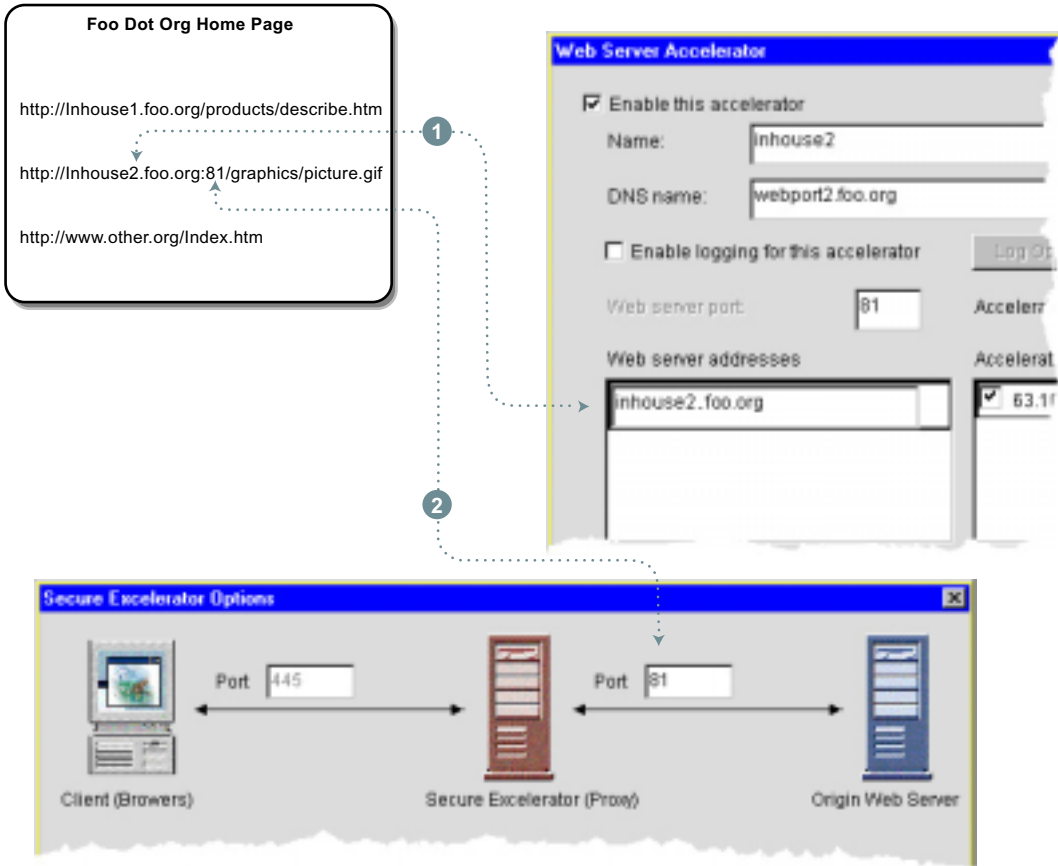 Foo Dot Org Home Page
http://Inhouse1.foo.org/products/describe.htm
http://Inhouse2.foo.org:81/graphics/picture.gif
http://www.other.org/Index.htm
1
2
Web Server Accelerator
Enable this accelerator
Name: inhouse2
DNS name: webport2.foo.org
Enable logging for this accelerator
Log
Web server port: 81
Web server addresses
inhouse2.foo.org
Secure Excelerator Options
Port 445
Port 81
Client (Browers)
Secure Excelerator (Proxy)
Origin Web Server